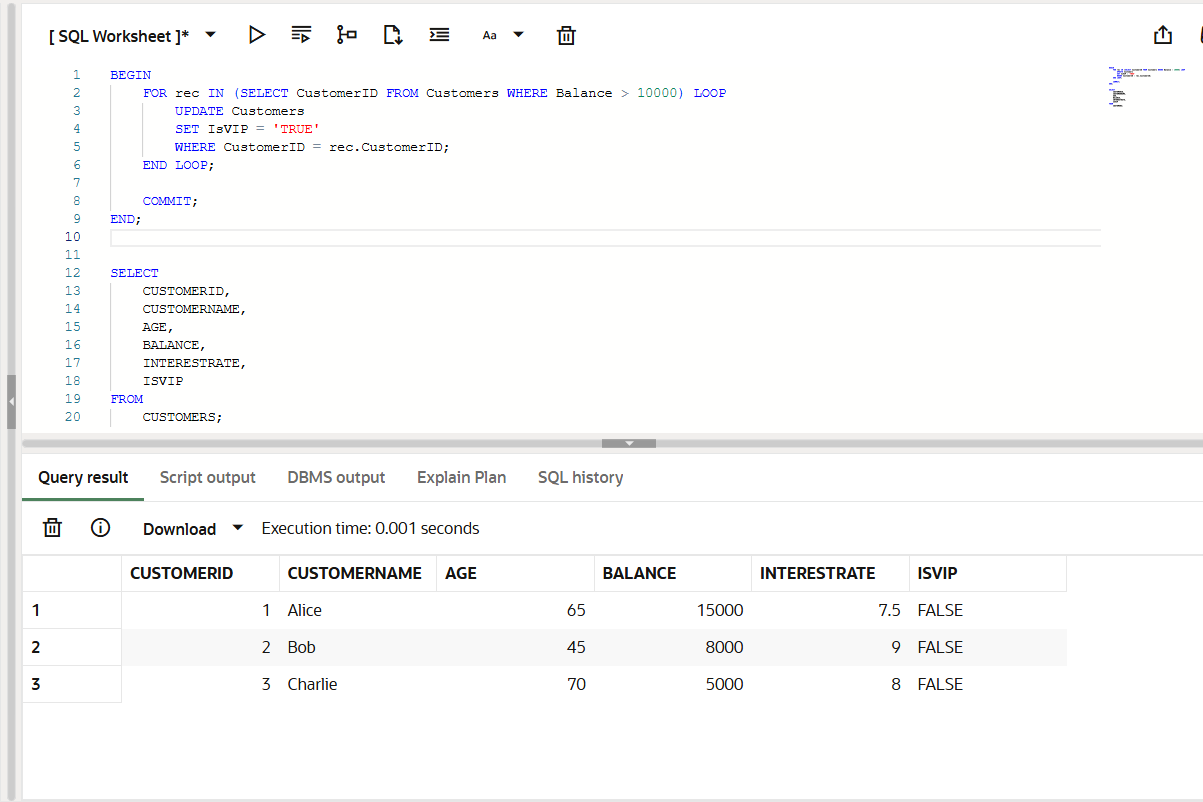 [ SQL Worksheet ]* Aa
1 BEGIN
2 FOR rec IN (SELECT CustomerID FROM Customers WHERE Balance > 10000) LOOP
3 UPDATE Customers
4 SET IsVIP = 'TRUE'
5 WHERE CustomerID = rec.CustomerID;
6 END LOOP;
7
8 COMMIT;
9 END;
10
11
12 SELECT
13 CUSTOMERID,
14 CUSTOMERNAME,
15 AGE,
16 BALANCE,
17 INTERESTRATE,
18 ISVIP
19 FROM
20 CUSTOMERS;
Query result Script output DBMS output Explain Plan SQL history
Download Execution time: 0.001 seconds
CUSTOMERID CUSTOMERNAME AGE BALANCE INTERESTRATE ISVIP
1 1 Alice 65 15000 7.5 FALSE
2 2 Bob 45 8000 9 FALSE
3 3 Charlie 70 5000 8 FALSE